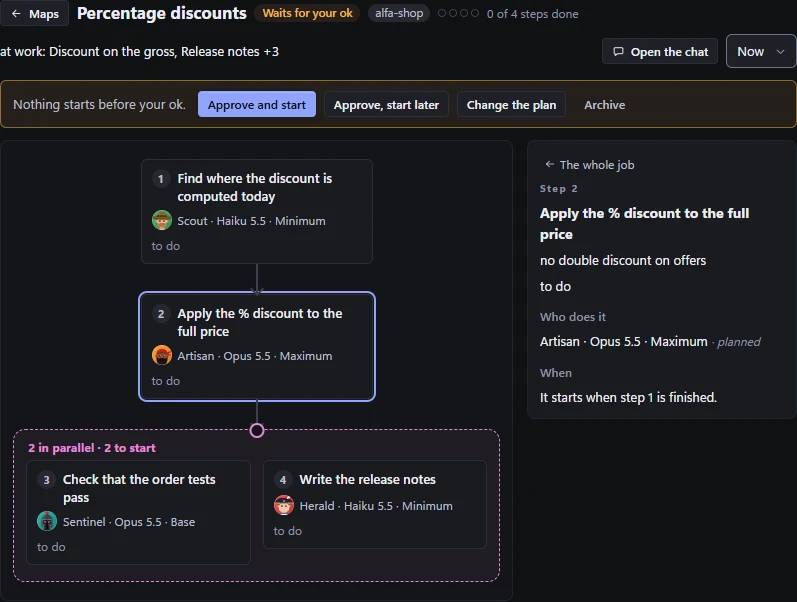 ← Maps
Percentage discounts
Waits for your ok
alfa-shop
0 of 4 steps done
at work: Discount on the gross, Release notes +3
Open the chat
Now
Nothing starts before your ok.
Approve and start
Approve, start later
Change the plan
Archive
1
Find where the discount is
computed today
Scout · Haiku 5.5 · Minimum
to do
2
Apply the % discount to the
full price
Artisan · Opus 5.5 · Maximum
to do
2 in parallel · 2 to start
3
Check that the order tests
pass
Sentinel · Opus 5.5 · Base
to do
4
Write the release notes
Herald · Haiku 5.5 · Minimum
to do
← The whole job
Step 2
Apply the % discount to the full
price
no double discount on offers
to do
Who does it
Artisan · Opus 5.5 · Maximum · planned
When
It starts when step 1 is finished.